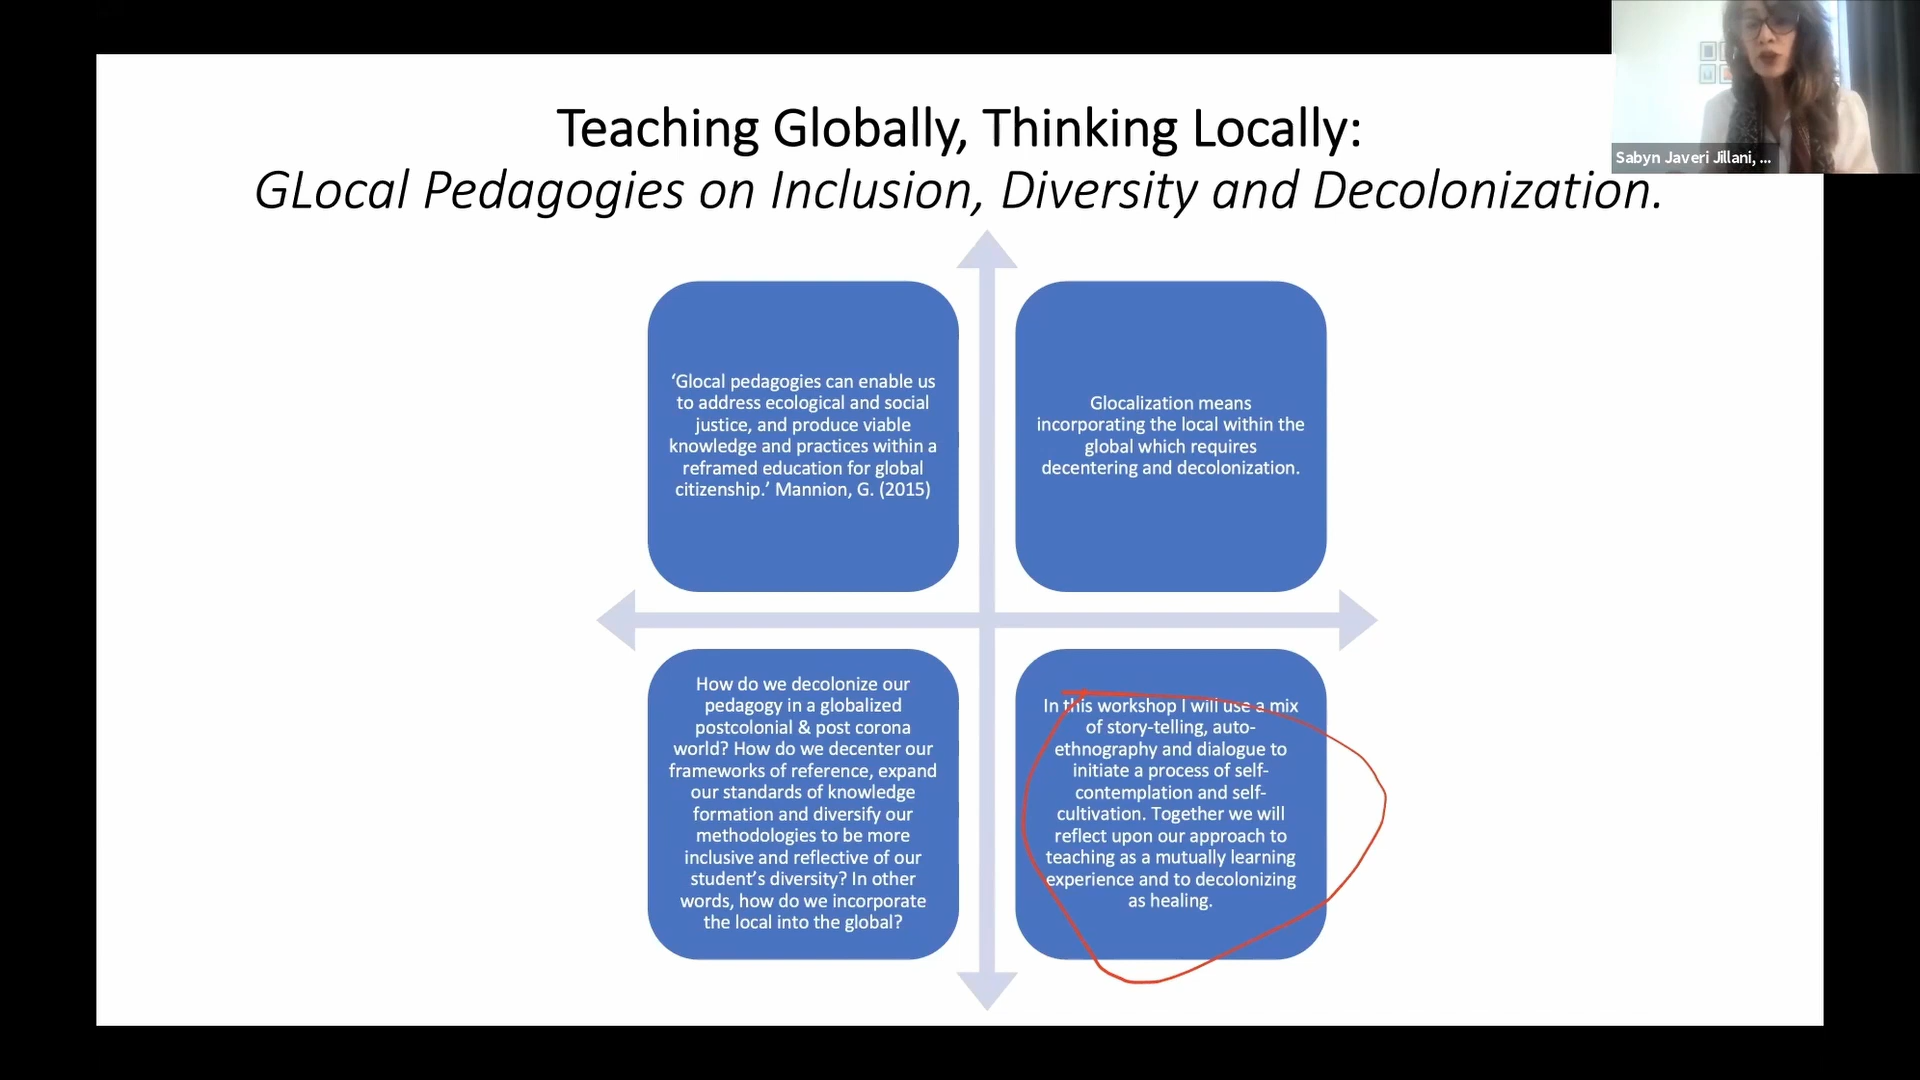 Teaching Globally, Thinking Locally:
GLocal Pedagogies on Inclusion, Diversity and Decolonization.
Sabyn Javeri Jillani, ...
‘Glocal pedagogies can enable us
to address ecological and social
justice, and produce viable
knowledge and practices within a
reframed education for global
citizenship.’ Mannion, G. (2015)
Glocalization means
incorporating the local within the
global which requires
decentering and decolonization.
How do we decolonize our
pedagogy in a globalized
postcolonial & post corona
world? How do we decenter our
frameworks of reference, expand
our standards of knowledge
formation and diversify our
methodologies to be more
inclusive and reflective of our
student’s diversity? In other
words, how do we incorporate
the local into the global?
In this workshop I will use a mix
of story-telling, auto-
ethnography and dialogue to
initiate a process of self-
contemplation and self-
cultivation. Together we will
reflect upon our approach to
teaching as a mutually learning
experience and to decolonizing
as healing.